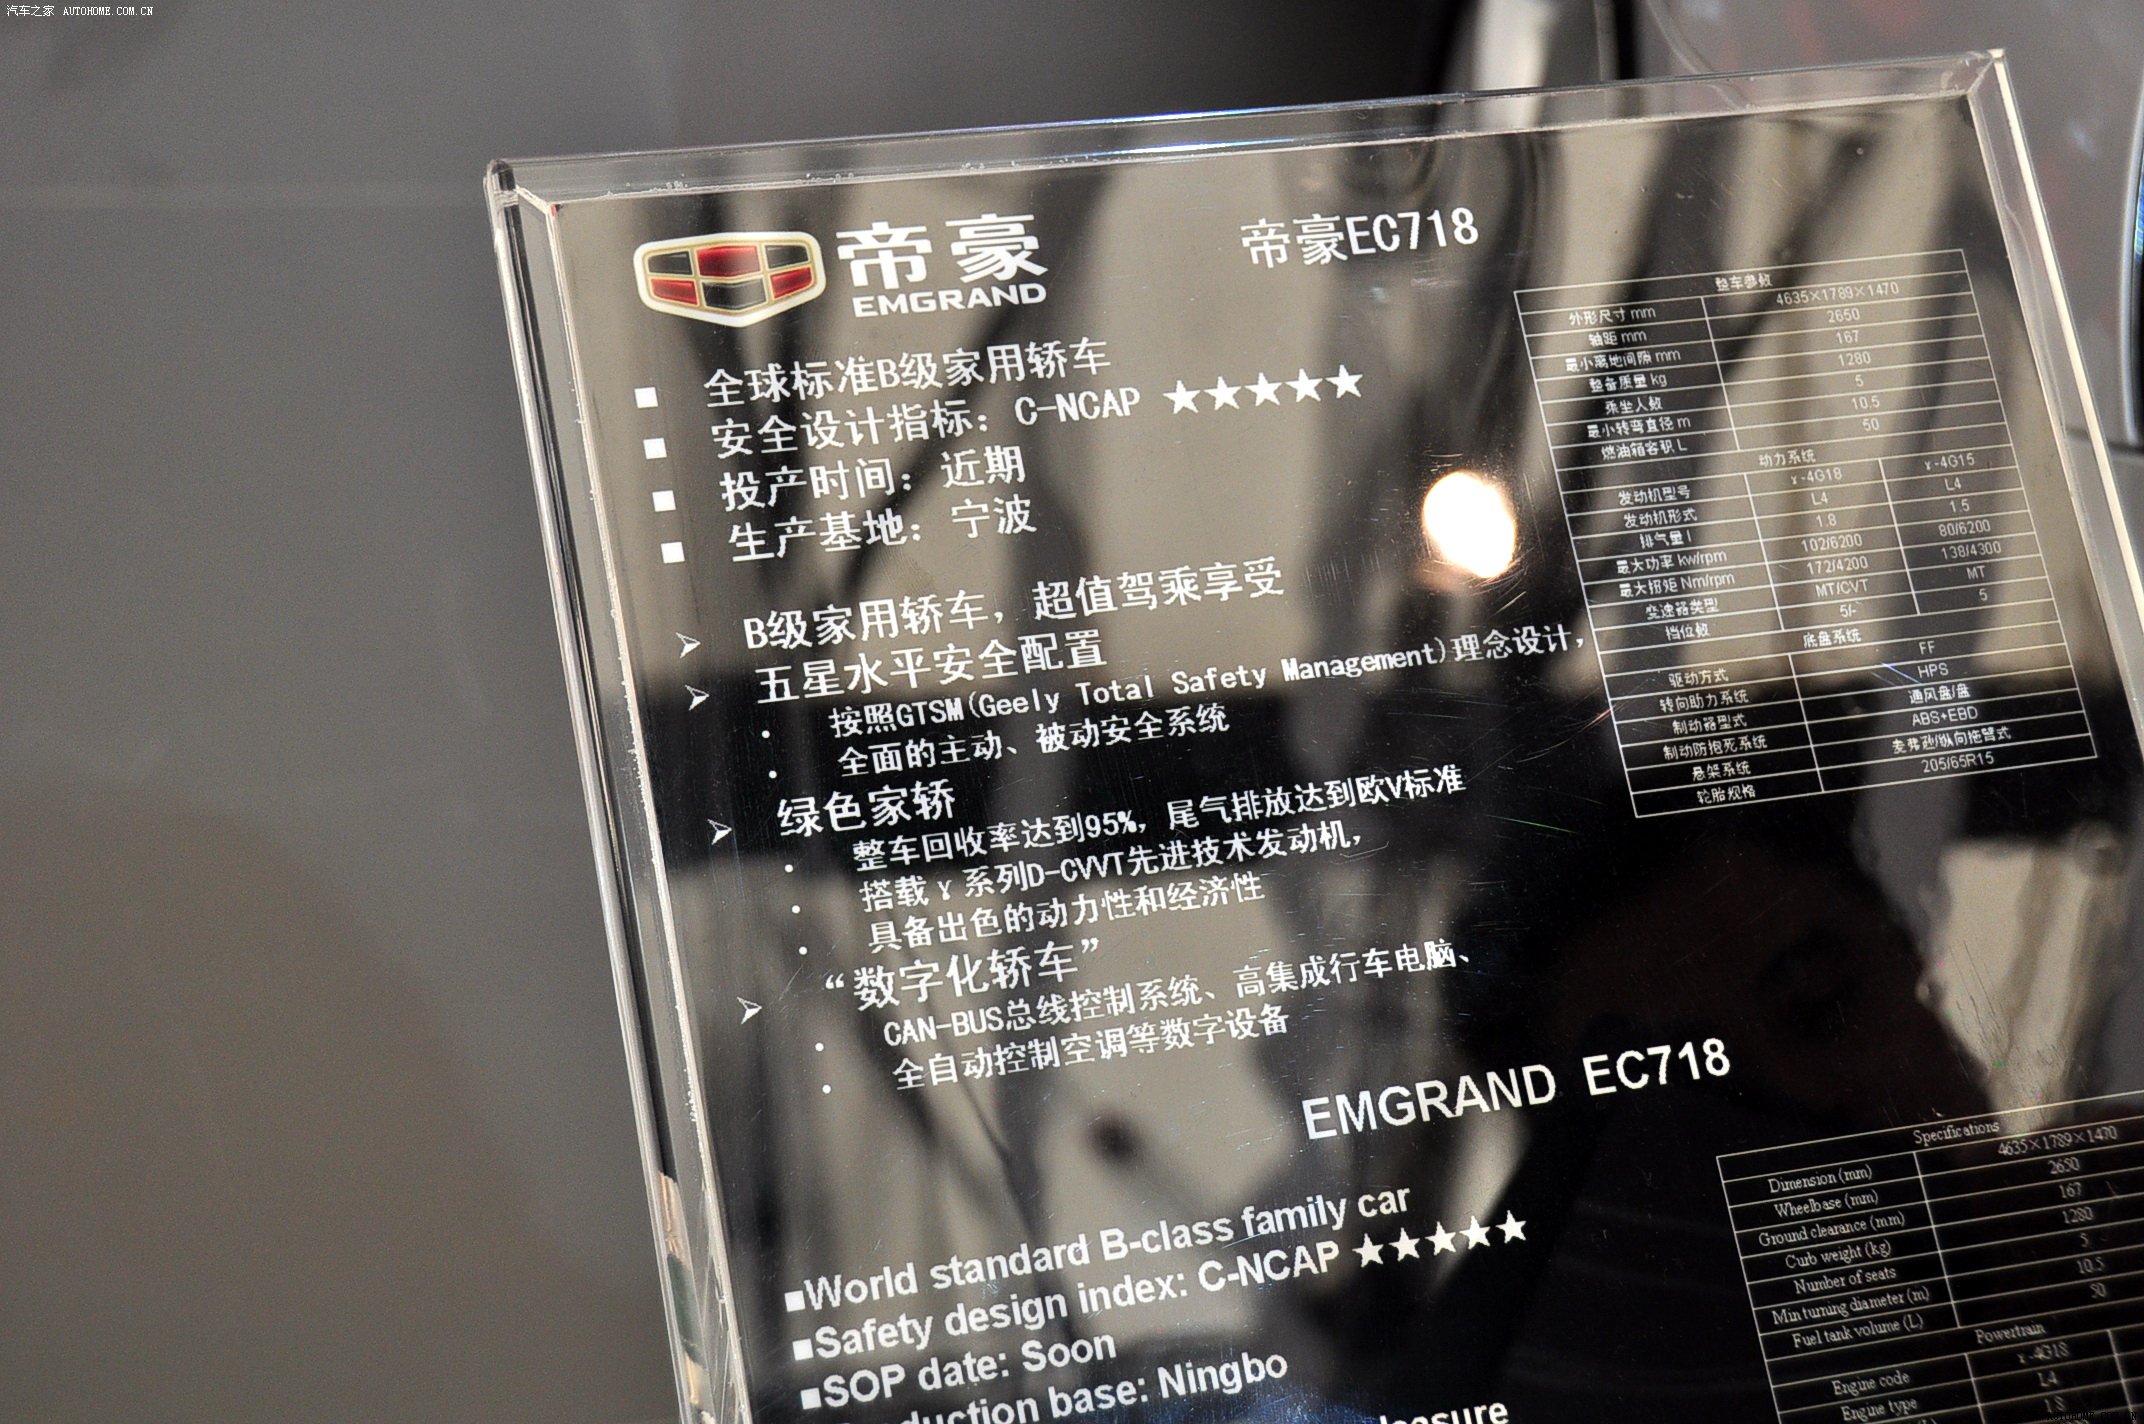 汽车之家 AUTOHOME.COM.CN
帝豪
EMGRAND
帝豪EC718
■ 全球标准B级家用轿车
■ 安全设计指标：C-NCAP ★★★★★
■ 投产时间：近期
■ 生产基地：宁波
➢ B级家用轿车，超值驾乘享受
➢ 五星水平安全配置
• 按照GTSM(Geely Total Safety Management)理念设计，
• 全面的主动、被动安全系统
➢ 绿色家轿
• 整车回收率达到95%，尾气排放达到欧V标准
• 搭载γ系列D-CVVT先进技术发动机，
• 具备出色的动力性和经济性
➢ “数字化轿车”
• CAN-BUS总线控制系统、高集成行车电脑、
• 全自动控制空调等数字设备
整车参数
外形尺寸 mm 4635×1789×1470
轴距 mm 2650
最小离地间隙 mm 167
整备质量 kg 1280
乘坐人数 5
最小转弯直径 m 10.5
燃油箱容积 L 50
动力系统
发动机型号 γ-4G18 γ-4G15
发动机形式 L4 L4
排气量 l 1.8 1.5
最大功率 kw/rpm 102/6200 80/6200
最大扭矩 Nm/rpm 172/4200 138/4300
变速器类型 MT/CVT MT
档位数 5/- 5
底盘系统
驱动方式 FF
转向助力系统 HPS
制动器型式 通风盘/盘
制动防抱死系统 ABS+EBD
悬架系统 麦弗逊/纵向拖臂式
轮胎规格 205/65R15
EMGRAND EC718
■World standard B-class family car
■Safety design index: C-NCAP ★★★★★
■SOP date: Soon
base: Ningbo
Specifications
Dimension (mm) 4635×1789×1470
Wheelbase (mm) 2650
Ground clearance (mm) 167
Curb weight (kg) 1280
Number of seats 5
Min turning diameter (m) 10.5
Fuel tank volume (L) 50
Powertrain
Engine code γ-4G18
Engine type L4
1.8